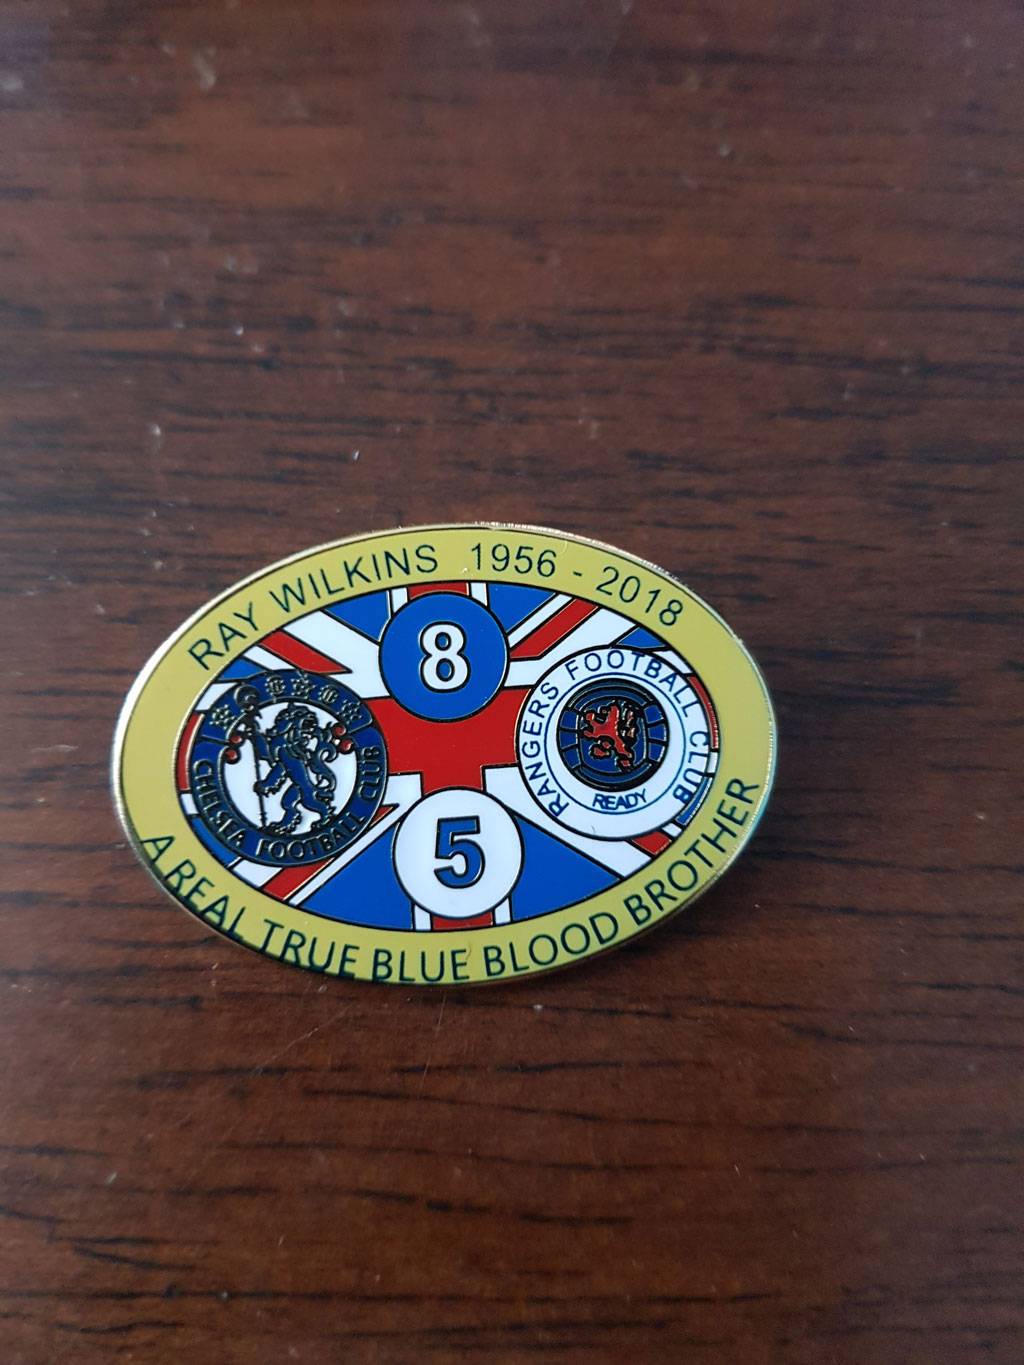 RAY WILKINS 1956 - 2018
8
CHELSEA FOOTBALL CLUB
RANGERS FOOTBALL CLUB
READY
5
A REAL TRUE BLUE BLOOD BROTHER